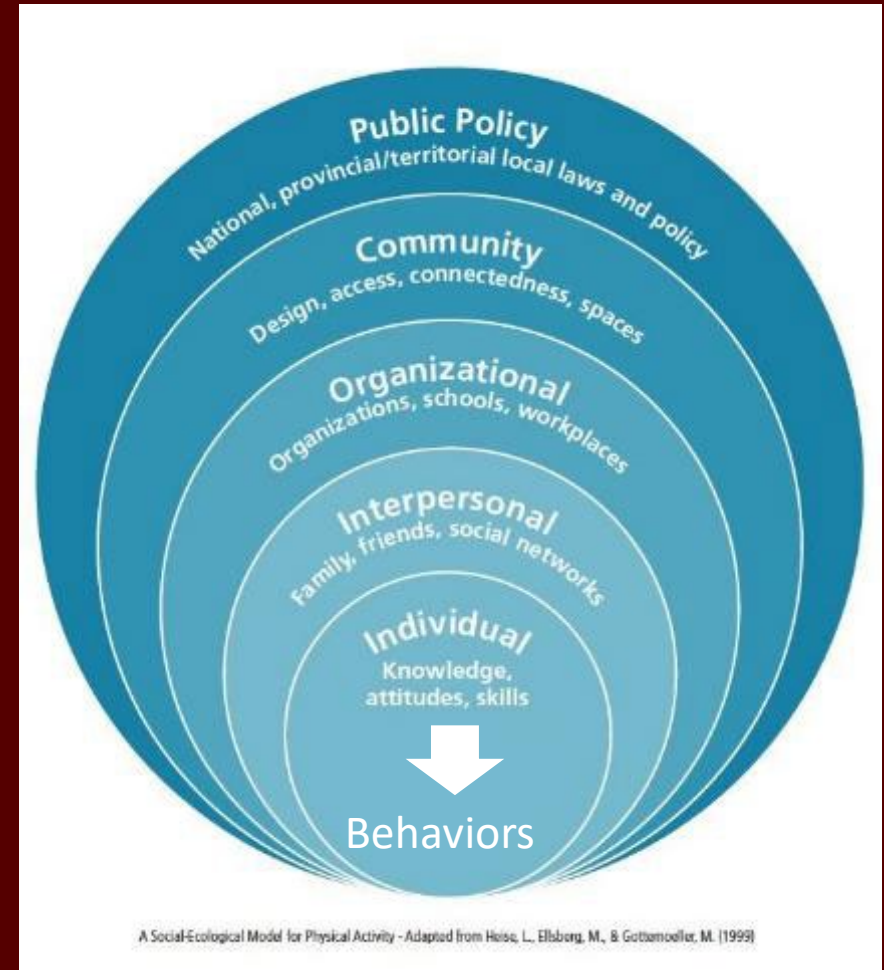 Public Policy
National, provincial/territorial local laws and policy
Community
Design, access, connectedness, spaces
Organizational
Organizations, schools, workplaces
Interpersonal
Family, friends, social networks
Individual
Knowledge,
attitudes, skills
Behaviors
A Social-Ecological Model for Physical Activity - Adapted from Heise, L., Ellsberg, M., & Gottemoeller, M. (1999)